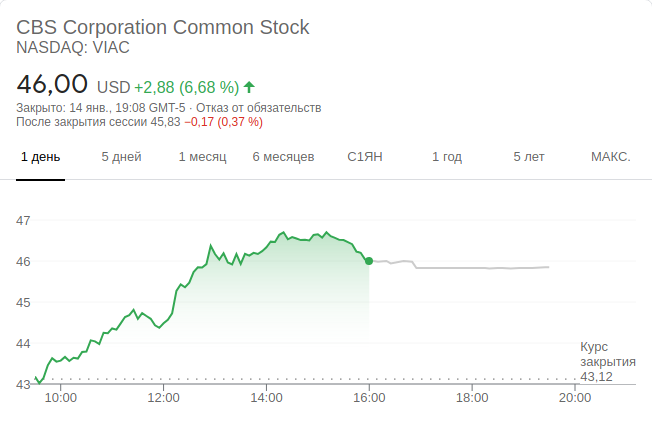 CBS Corporation Common Stock
NASDAQ: VIAC
46,00 USD +2,88 (6,68 %)
Закрыто: 14 янв., 19:08 GMT-5 · Отказ от обязательств
После закрытия сессии 45,83 −0,17 (0,37 %)
1 день 5 дней 1 месяц 6 месяцев С1ЯН 1 год 5 лет МАКС.
47
46
45
44
Курс
закрытия
43,12
43
10:00 12:00 14:00 16:00 18:00 20:00